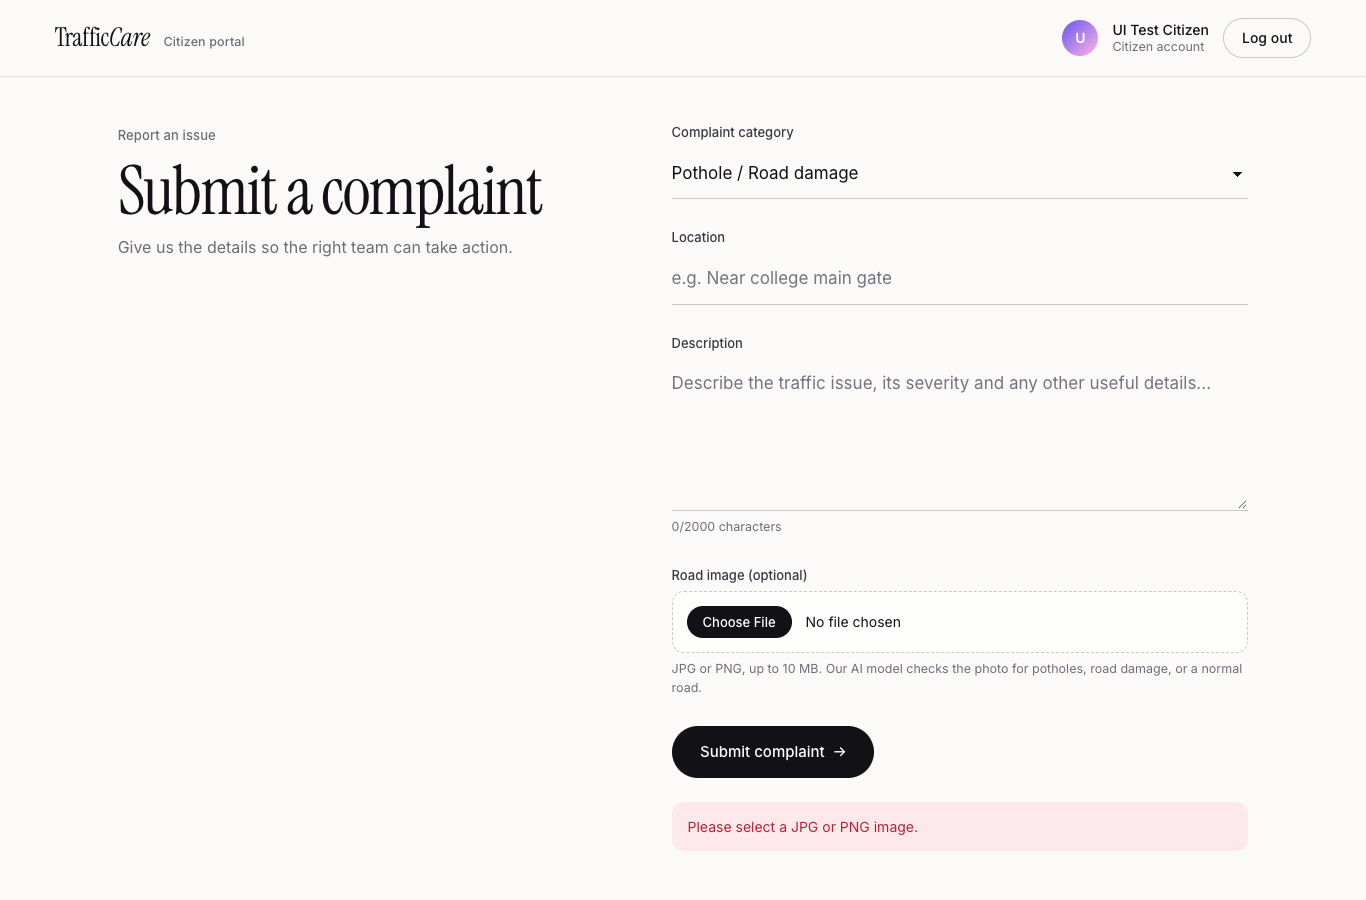 TrafficCare Citizen portal
U
UI Test Citizen
Citizen account
Log out
Report an issue
Submit a complaint
Give us the details so the right team can take action.
Complaint category
Pothole / Road damage
Location
e.g. Near college main gate
Description
Describe the traffic issue, its severity and any other useful details...
0/2000 characters
Road image (optional)
Choose File No file chosen
JPG or PNG, up to 10 MB. Our AI model checks the photo for potholes, road damage, or a normal
road.
Submit complaint →
Please select a JPG or PNG image.